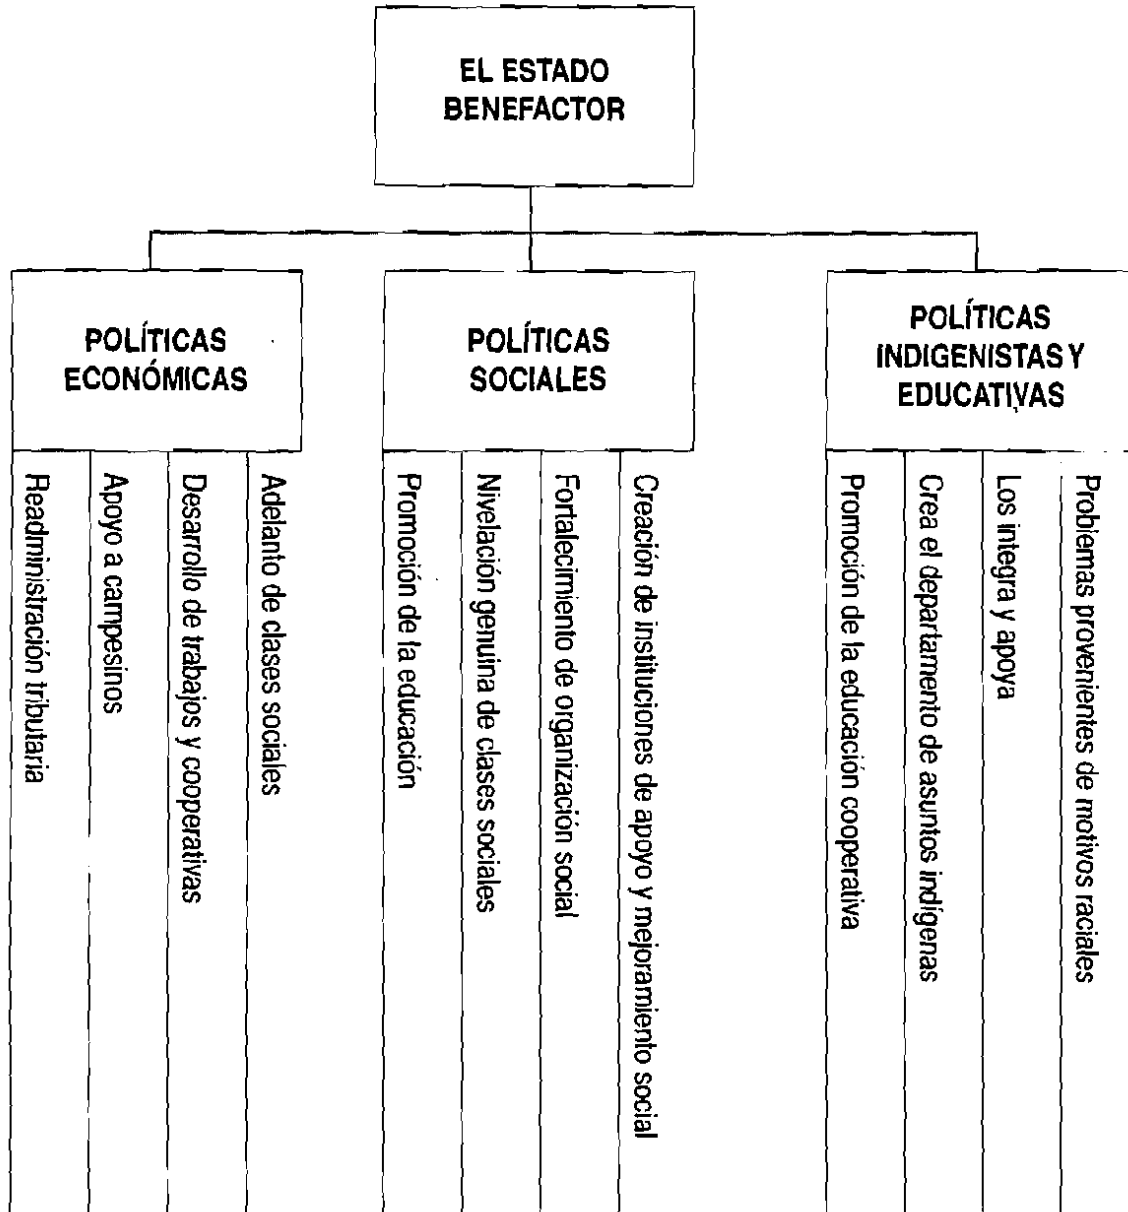 EL ESTADO
BENEFACTOR
POLÍTICAS
ECONÓMICAS
Readministración tributaria
Apoyo a campesinos
Desarrollo de trabajos y cooperativas
Adelanto de clases sociales
POLÍTICAS
SOCIALES
Promoción de la educación
Nivelación genuina de clases sociales
Fortalecimiento de organización social
Creación de instituciones de apoyo y mejoramiento social
POLÍTICAS
INDIGENISTAS Y
EDUCATIVAS
Promoción de la educación cooperativa
Crea el departamento de asuntos indígenas
Los integra y apoya
Problemas provenientes de motivos raciales